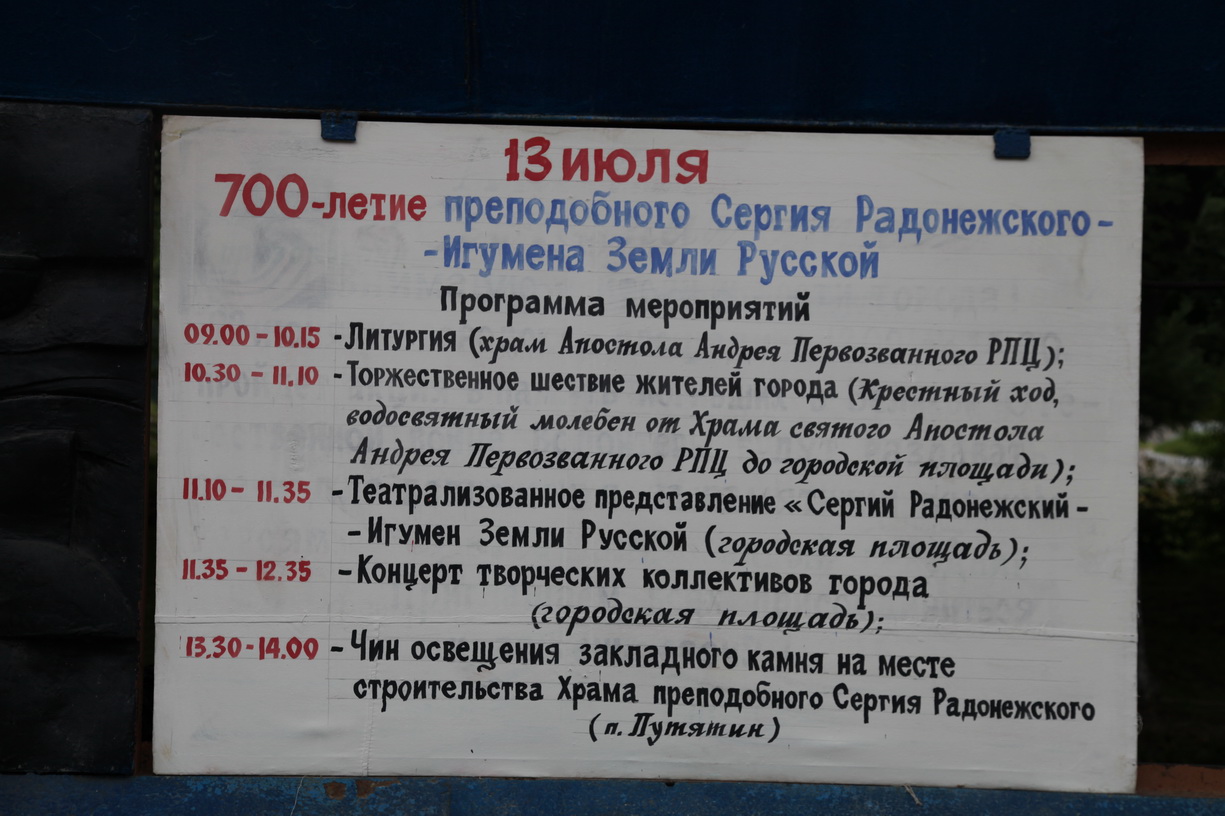 13 июля
700-летие преподобного Сергия Радонежского-
-Игумена Земли Русской
Программа мероприятий
09.00-10.15 -Литургия (храм Апостола Андрея Первозванного РПЦ);
10.30 - 11.10 -Торжественное шествие жителей города (Крестный ход,
водосвятный молебен от Храма святого Апостола
Андрея Первозванного РПЦ до городской площади);
11.10 - 11.35 -Театрализованное представление «Сергий Радонежский-
-Игумен Земли Русской (городская площадь);
11.35 - 12.35 -Концерт творческих коллективов города
(городская площадь);
13.30-14.00 -Чин освещения закладного камня на месте
строительства Храма преподобного Сергия Радонежского
(п. Лутятин)